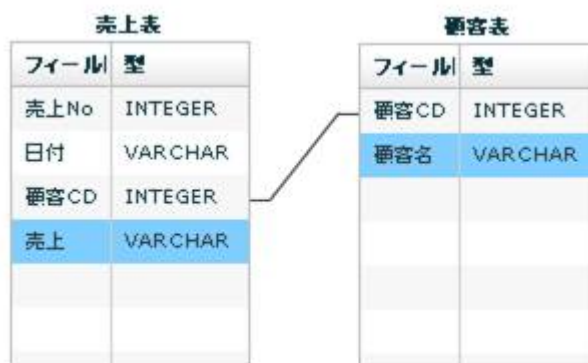 売上表
フィール 型
売上No INTEGER
日付 VARCHAR
顧客CD INTEGER
売上 VARCHAR
顧客表
フィール 型
顧客CD INTEGER
顧客名 VARCHAR